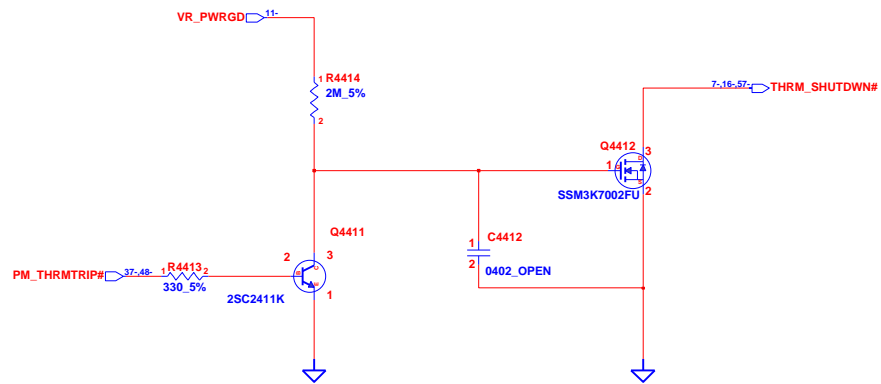 VR_PWRGD 11-
1 R4414
2M_5%
2
7-,16-,57- THRM_SHUTDWN#
Q4412
3
D
1
G
S
2
SSM3K7002FU
Q4411
C4412
1
2
0402_OPEN
2 3
C
B
E
1
2SC2411K
PM_THRMTRIP# 37-,48- 1 R4413 2
330_5%